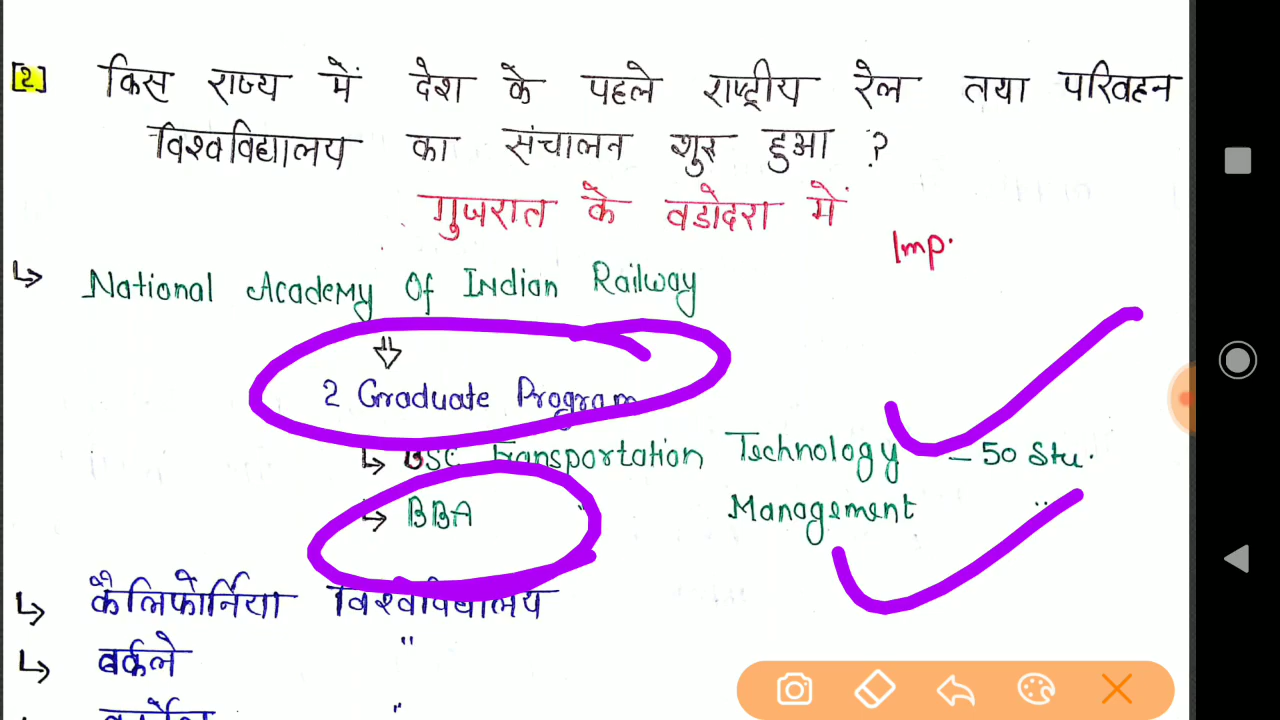 [2] किस राज्य में देश के पहले राष्ट्रीय रेल तथा परिवहन
विश्वविद्यालय का संचालन शुरु हुआ ?
गुजरात के वडोदरा में
Imp.
↳ National Academy Of Indian Railway
⇩
2 Graduate Program
↳ BSC Transportation Technology – 50 Stu.
→ BBA " Management "
↳ कैलिफोर्निया विश्वविद्यालय
↳ बर्कले "
"